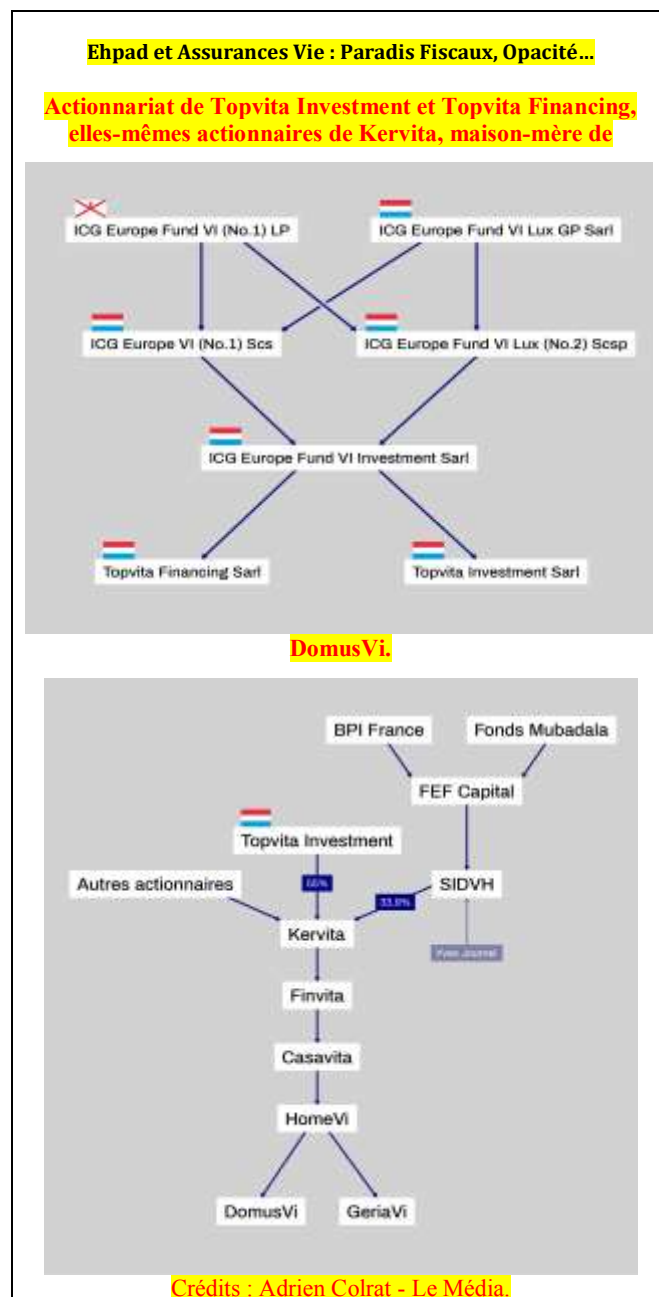 Ehpad et Assurances Vie : Paradis Fiscaux, Opacité…
Actionnariat de Topvita Investment et Topvita Financing,
elles-mêmes actionnaires de Kervita, maison-mère de
ICG Europe Fund VI (No.1) LP
ICG Europe Fund VI Lux GP Sarl
ICG Europe VI (No.1) Scs
ICG Europe Fund VI Lux (No.2) Scsp
ICG Europe Fund VI Investment Sarl
Topvita Financing Sarl
Topvita Investment Sarl
DomusVi.
BPI France
Fonds Mubadala
FEF Capital
Topvita Investment
Autres actionnaires
SIDVH
33,8%
Kervita
Yves Journel
Finvita
Casavita
HomeVi
DomusVi
GeriaVi
Crédits : Adrien Colrat - Le Média.